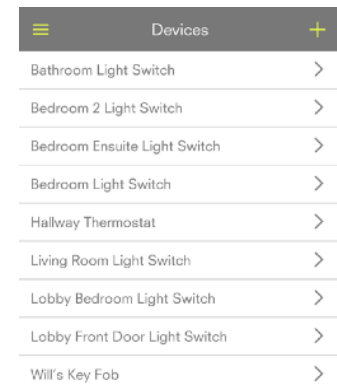 Devices
Bathroom Light Switch
Bedroom 2 Light Switch
Bedroom Ensuite Light Switch
Bedroom Light Switch
Hallway Thermostat
Living Room Light Switch
Lobby Bedroom Light Switch
Lobby Front Door Light Switch
Will's Key Fob